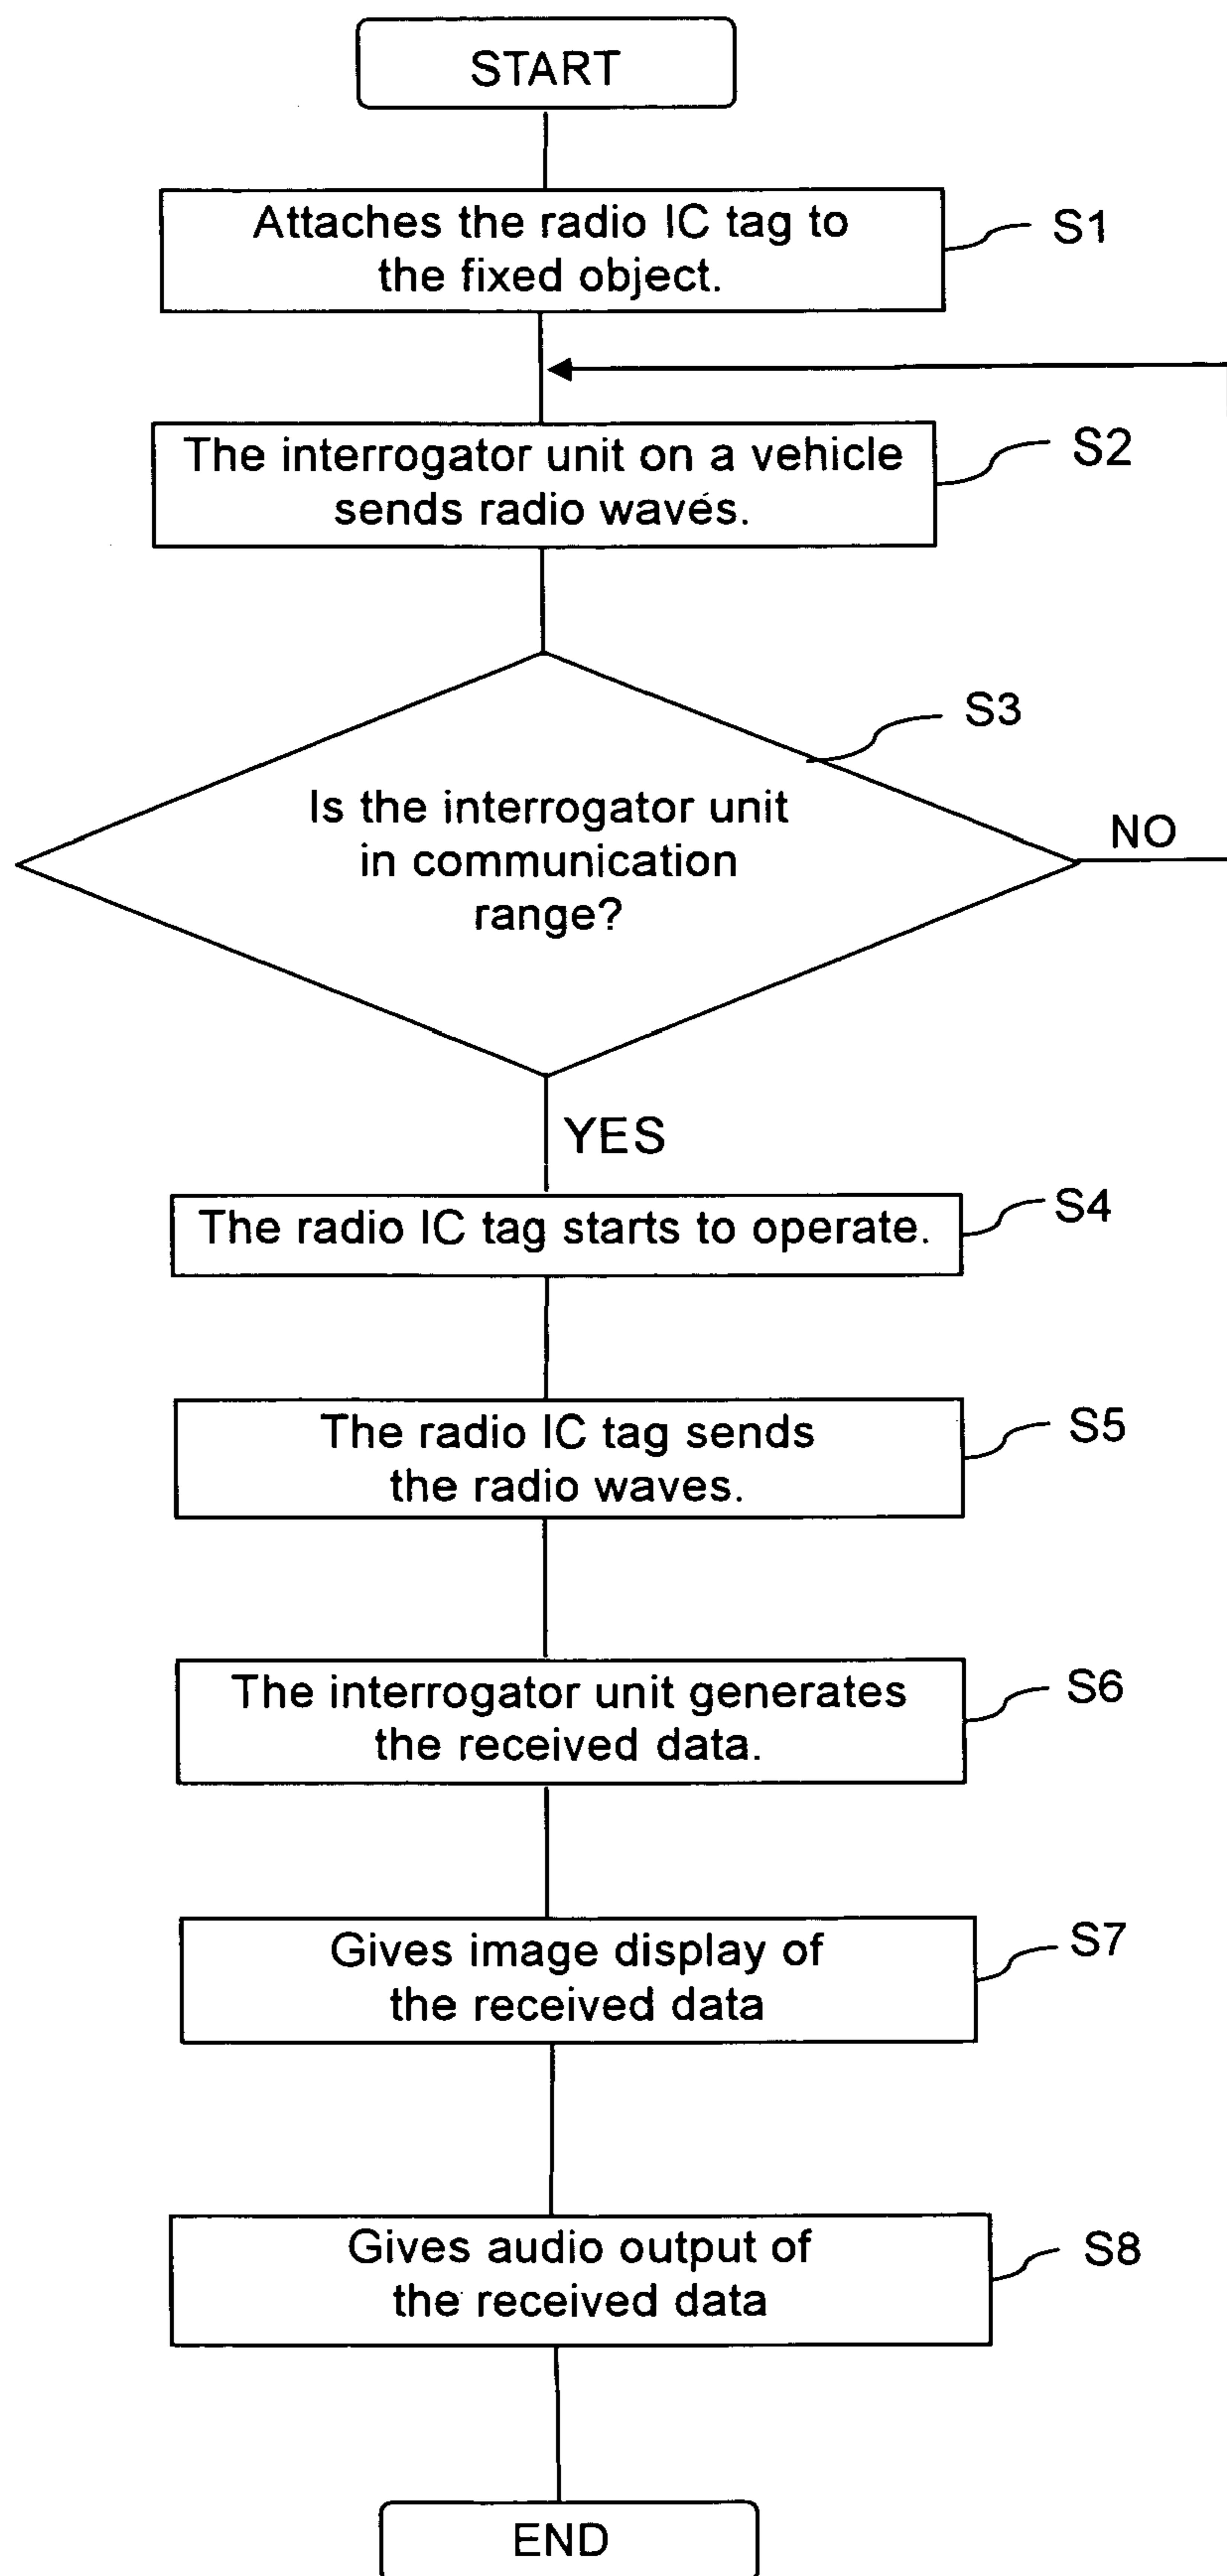 START
Attaches the radio IC tag to
the fixed object.
S1
The interrogator unit on a vehicle
sends radio waves.
S2
S3
Is the interrogator unit
in communication
range?
NO
YES
The radio IC tag starts to operate.
S4
The radio IC tag sends
the radio waves.
S5
The interrogator unit generates
the received data.
S6
Gives image display of
the received data
S7
Gives audio output of
the received data
S8
END